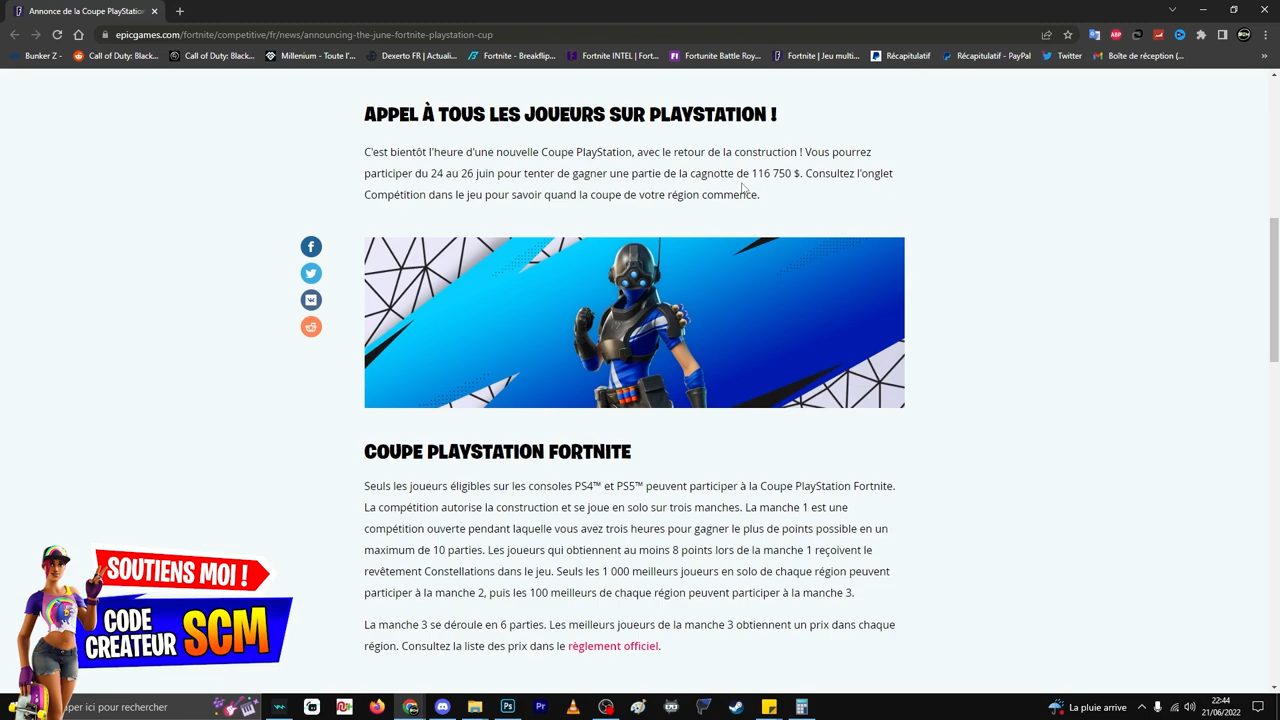 Annonce de la Coupe PlayStation
epicgames.com/fortnite/competitive/fr/news/announcing-the-june-fortnite-playstation-cup
Bunker Z - Call of Duty: Black... Call of Duty: Black... Millenium - Toute l'... Dexerto FR | Actuali... Fortnite - Breakflip... Fortnite INTEL | Fort... Fortunite Battle Roy... Fortnite | Jeu multi... Récapitulatif Récapitulatif - PayPal Twitter Boîte de réception (...
APPEL À TOUS LES JOUEURS SUR PLAYSTATION !
C'est bientôt l'heure d'une nouvelle Coupe PlayStation, avec le retour de la construction ! Vous pourrez
participer du 24 au 26 juin pour tenter de gagner une partie de la cagnotte de 116 750 $. Consultez l'onglet
Compétition dans le jeu pour savoir quand la coupe de votre région commence.
COUPE PLAYSTATION FORTNITE
Seuls les joueurs éligibles sur les consoles PS4™ et PS5™ peuvent participer à la Coupe PlayStation Fortnite.
La compétition autorise la construction et se joue en solo sur trois manches. La manche 1 est une
compétition ouverte pendant laquelle vous avez trois heures pour gagner le plus de points possible en un
maximum de 10 parties. Les joueurs qui obtiennent au moins 8 points lors de la manche 1 reçoivent le
revêtement Constellations dans le jeu. Seuls les 1 000 meilleurs joueurs en solo de chaque région peuvent
participer à la manche 2, puis les 100 meilleurs de chaque région peuvent participer à la manche 3.
La manche 3 se déroule en 6 parties. Les meilleurs joueurs de la manche 3 obtiennent un prix dans chaque
région. Consultez la liste des prix dans le règlement officiel.
SOUTIENS MOI !
CODE
CREATEUR SCM
aper ici pour rechercher
La pluie arrive
22:44
21/06/2022